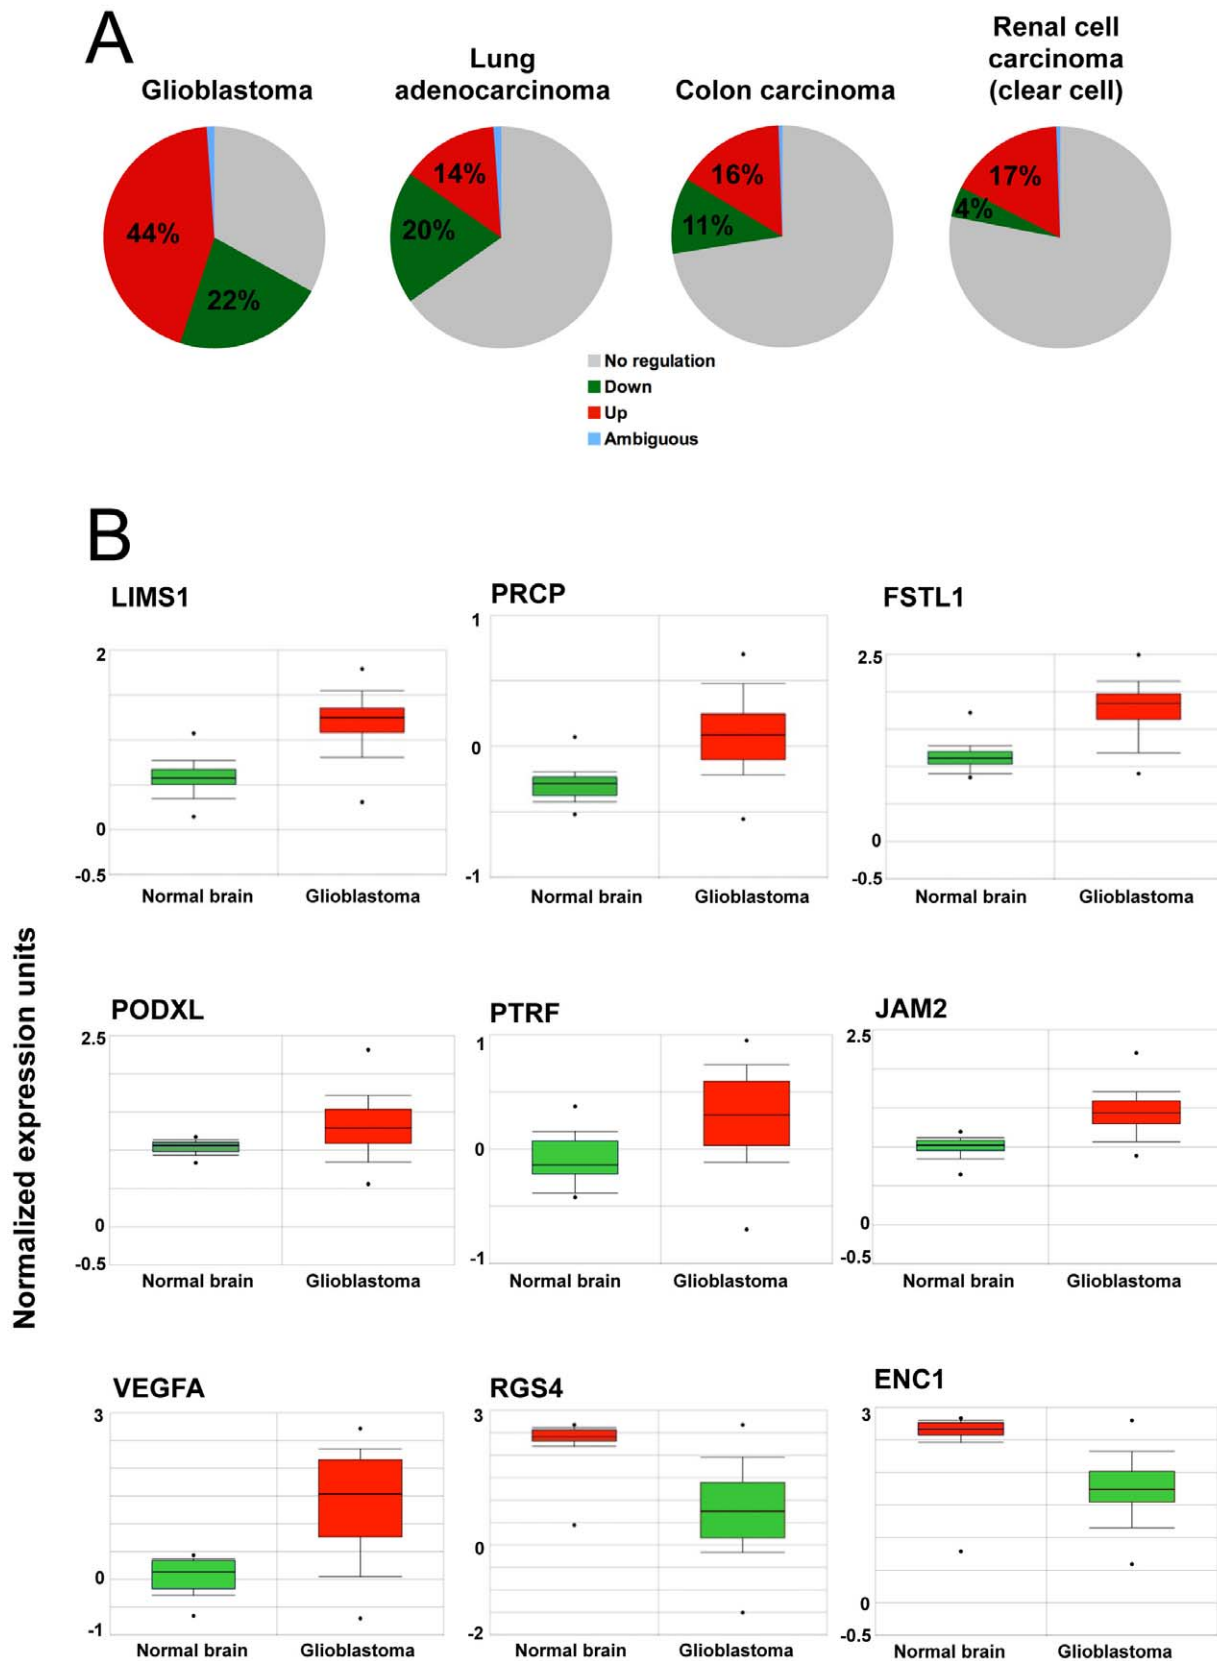 A
Glioblastoma
Lung
adenocarcinoma
Colon carcinoma
Renal cell
carcinoma
(clear cell)
44%
22%
14%
20%
16%
11%
17%
4%
No regulation
Down
Up
Ambiguous
B
Normalized expression units
LIMS1
2
0
-0.5
Normal brain
Glioblastoma
PRCP
1
0
-1
Normal brain
Glioblastoma
FSTL1
2.5
0
-0.5
Normal brain
Glioblastoma
PODXL
2.5
0
-0.5
Normal brain
Glioblastoma
PTRF
1
0
-1
Normal brain
Glioblastoma
JAM2
2.5
0
-0.5
Normal brain
Glioblastoma
VEGFA
3
0
-1
Normal brain
Glioblastoma
RGS4
3
0
-2
Normal brain
Glioblastoma
ENC1
3
0
-0.5
Normal brain
Glioblastoma